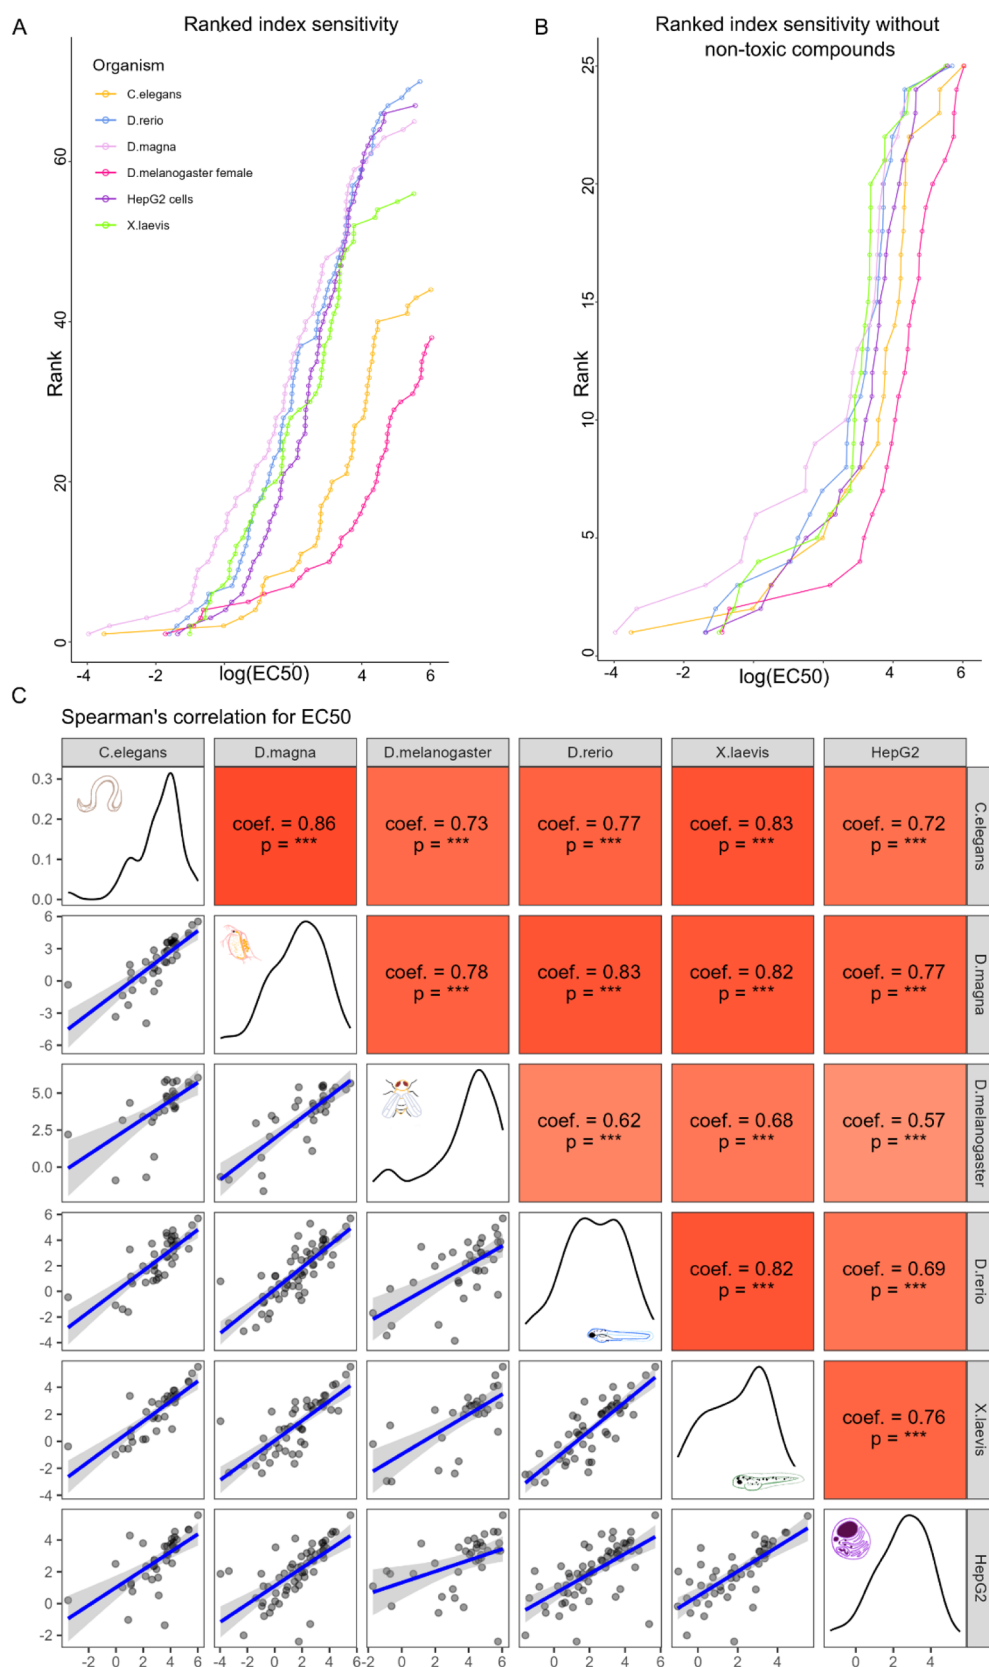 A
Ranked index sensitivity
Organism
C.elegans
D.rerio
D.magna
D.melanogaster female
HepG2 cells
X.laevis
Rank
60
40
20
0
-4
-2
log(EC50)
4
6
B
Ranked index sensitivity without
non-toxic compounds
Rank
25
20
15
10
5
0
-4
-2
log(EC50)
4
6
C
Spearman's correlation for EC50
C.elegans
D.magna
D.melanogaster
D.rerio
X.laevis
HepG2
0.3
0.2
0.1
0.0
coef. = 0.86
p = ***
coef. = 0.73
p = ***
coef. = 0.77
p = ***
coef. = 0.83
p = ***
coef. = 0.72
p = ***
C.elegans
6
3
0
-3
-6
coef. = 0.78
p = ***
coef. = 0.83
p = ***
coef. = 0.82
p = ***
coef. = 0.77
p = ***
D.magna
5.0
2.5
0.0
coef. = 0.62
p = ***
coef. = 0.68
p = ***
coef. = 0.57
p = ***
D.melanogaster
6
4
2
0
-2
-4
coef. = 0.82
p = ***
coef. = 0.69
p = ***
D.rerio
4
2
0
-2
-4
coef. = 0.76
p = ***
X.laevis
4
2
0
-2
HepG2
-2 0 2 4 6
-4 -2 0 2 4 6
0 2 4 6
-2 0 2 4 6
0 2 4
0 2 4